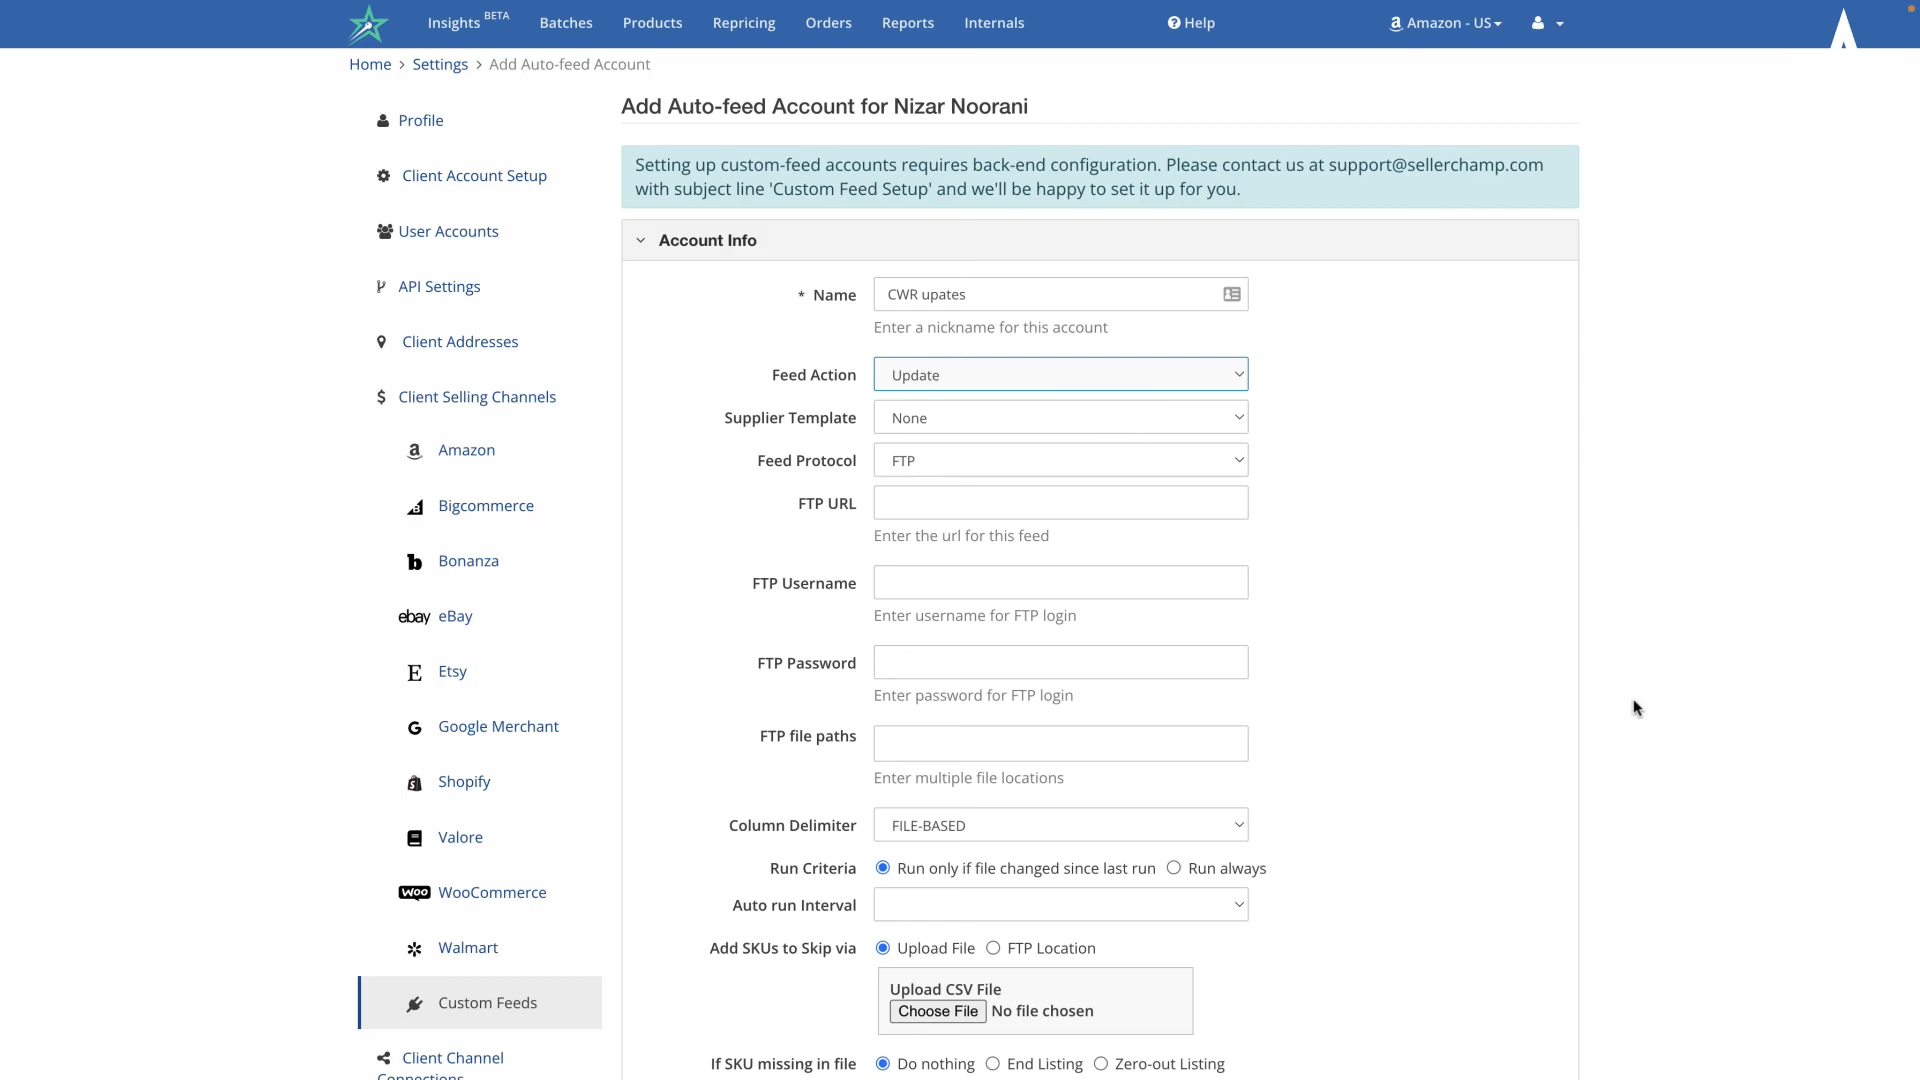 Insights BETA Batches Products Repricing Orders Reports Internals Help Amazon - US
Home > Settings > Add Auto-feed Account
Profile
Client Account Setup
User Accounts
API Settings
Client Addresses
Client Selling Channels
Amazon
Bigcommerce
Bonanza
ebay eBay
Etsy
Google Merchant
Shopify
Valore
Woo WooCommerce
Walmart
Custom Feeds
Client Channel
Connections
Add Auto-feed Account for Nizar Noorani
Setting up custom-feed accounts requires back-end configuration. Please contact us at support@sellerchamp.com
with subject line 'Custom Feed Setup' and we'll be happy to set it up for you.
Account Info
* Name CWR upates
Enter a nickname for this account
Feed Action Update
Supplier Template None
Feed Protocol FTP
FTP URL
Enter the url for this feed
FTP Username
Enter username for FTP login
FTP Password
Enter password for FTP login
FTP file paths
Enter multiple file locations
Column Delimiter FILE-BASED
Run Criteria Run only if file changed since last run Run always
Auto run Interval
Add SKUs to Skip via Upload File FTP Location
Upload CSV File
Choose File No file chosen
If SKU missing in file Do nothing End Listing Zero-out Listing